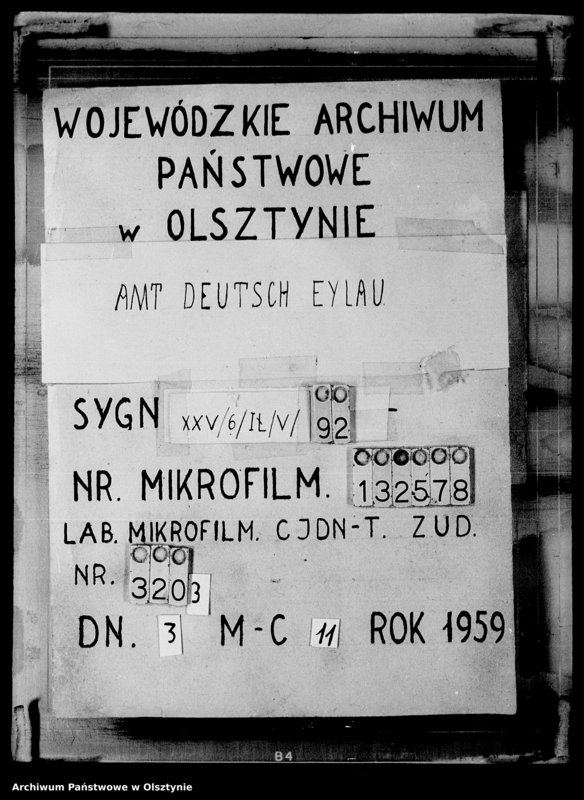 WOJEWÓDZKIE ARCHIWUM
PAŃSTWOWE
w OLSZTYNIE
AMT DEUTSCH EYLAU
SYGN XXV/6/IŁ/V/ 92 -
NR. MIKROFILM. 132578
LAB. MIKROFILM. CJDN-T. ZUD.
NR. 3203
DN. 3 M-C 11 ROK 1959
84
Archiwum Państwowe w Olsztynie